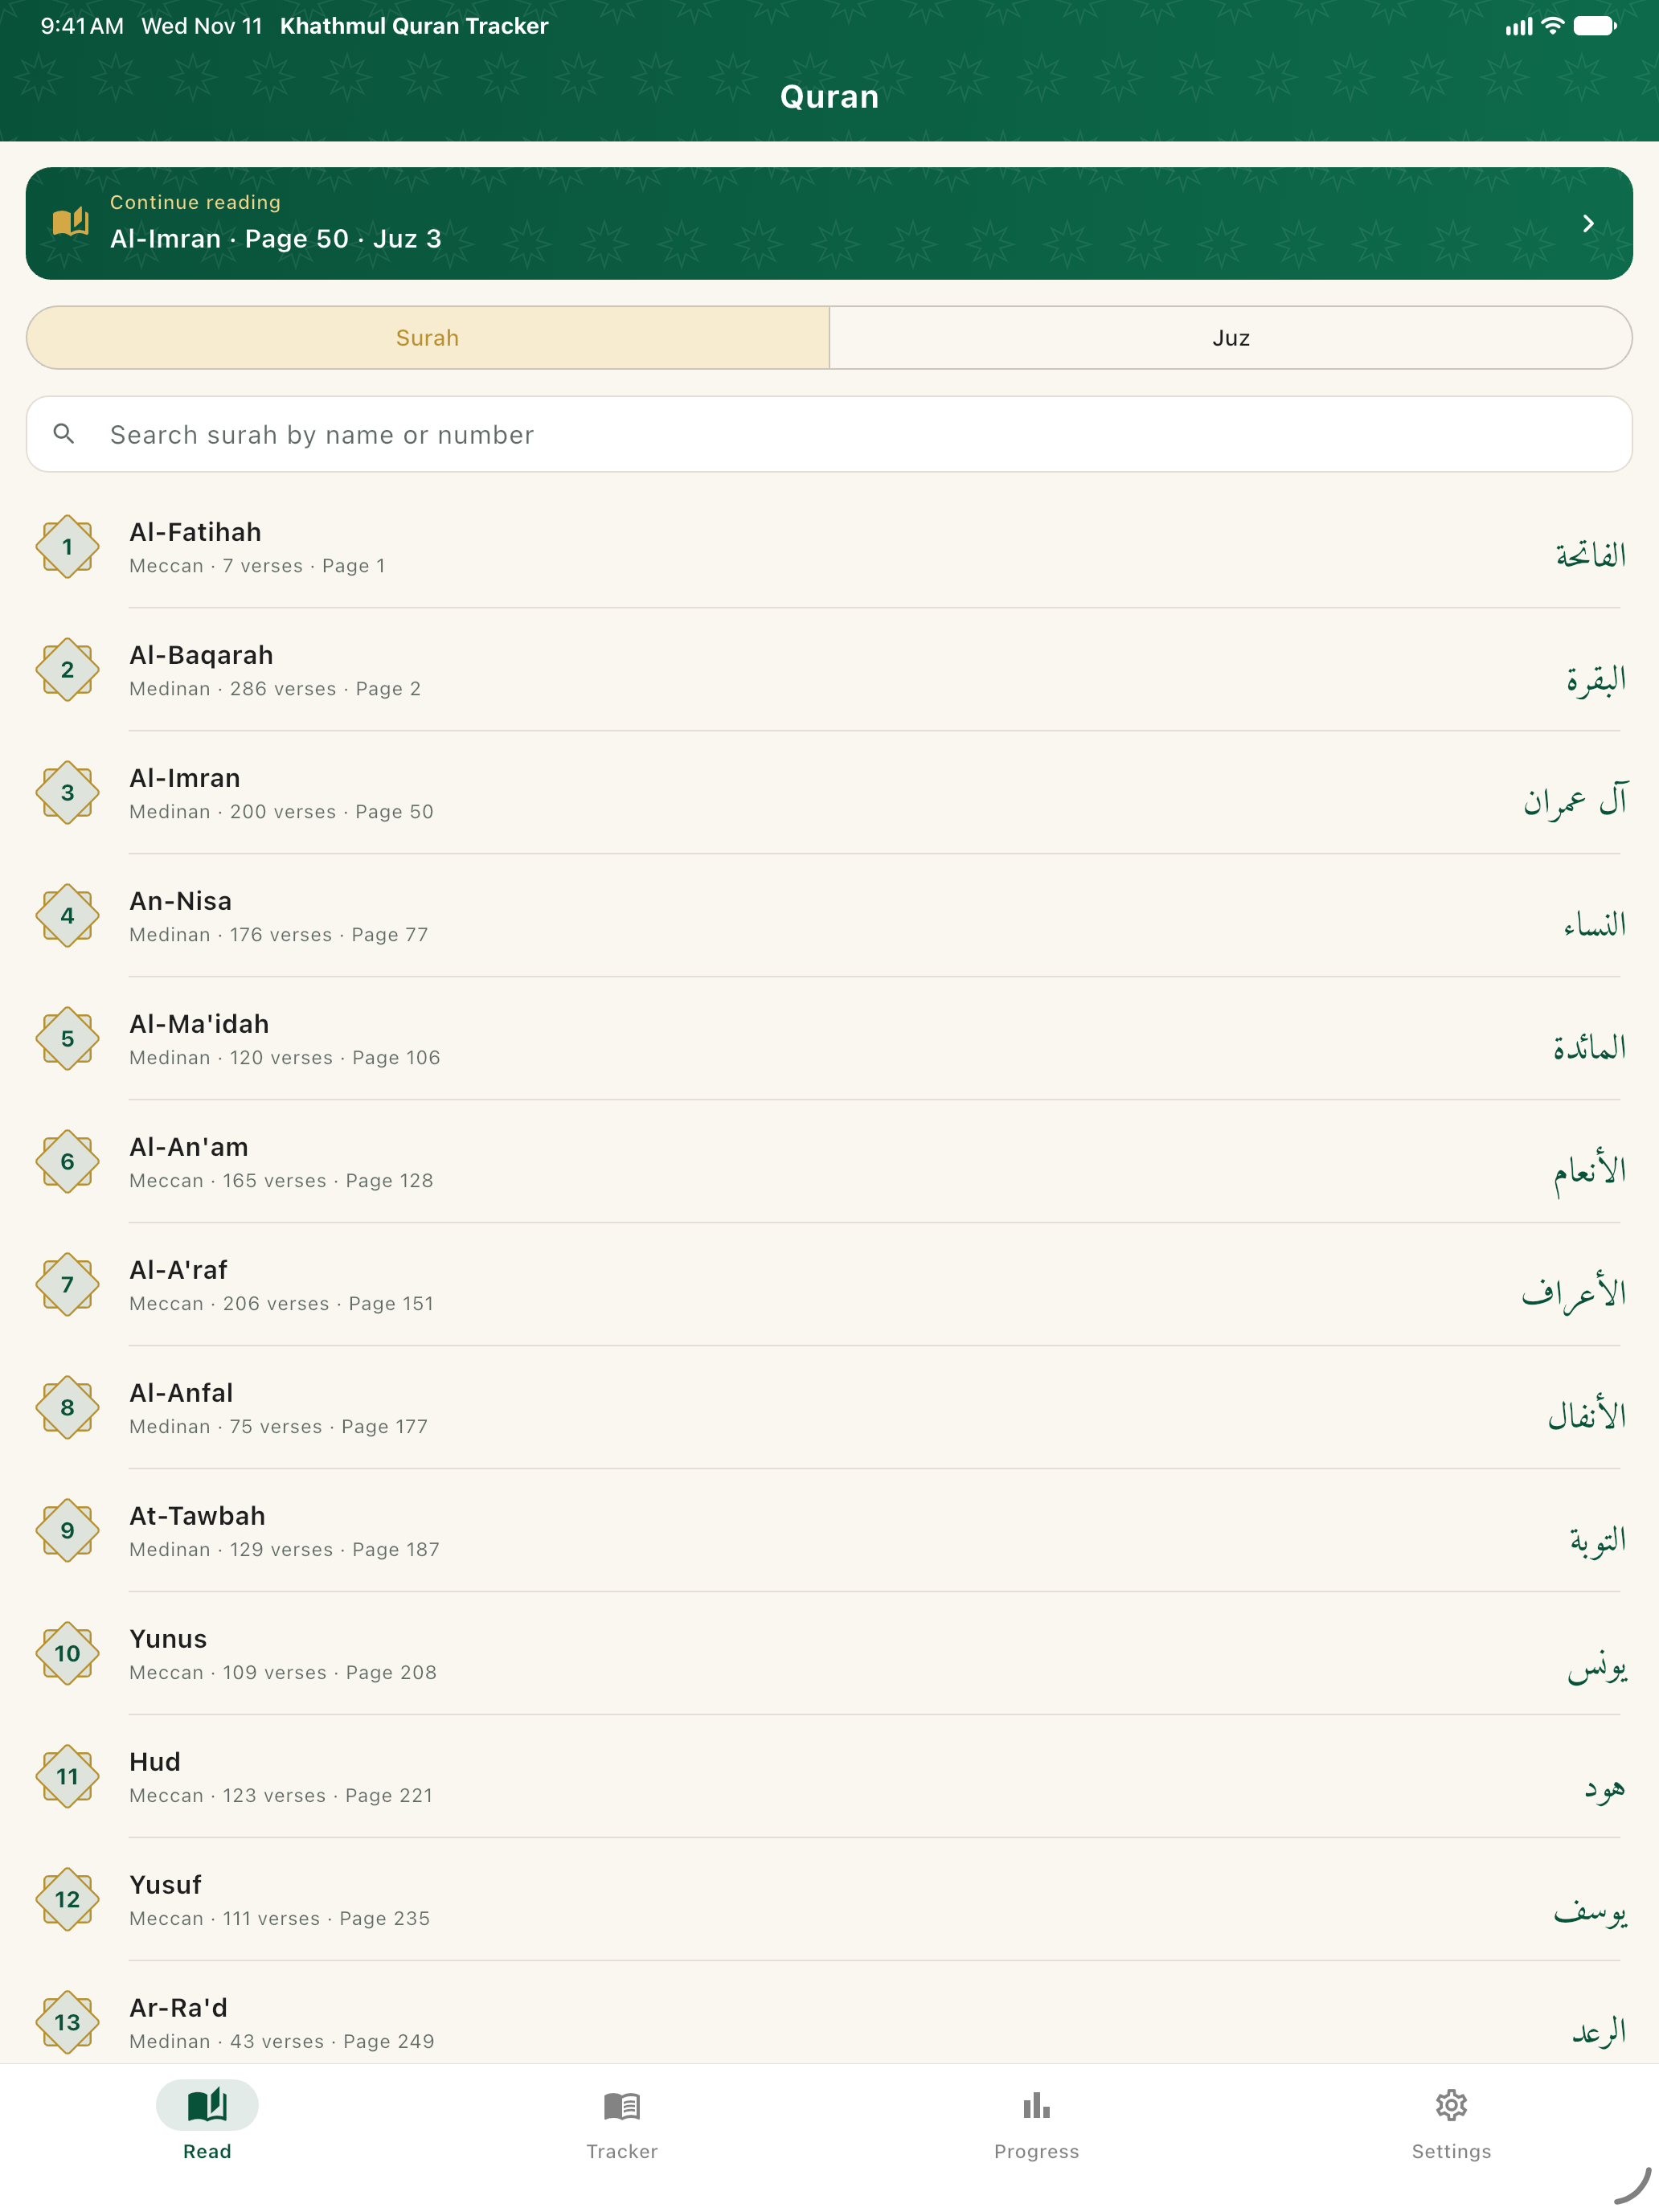 9:41 AM Wed Nov 11 Khathmul Quran Tracker
Quran
Continue reading
Al-Imran · Page 50 · Juz 3
Surah
Juz
Search surah by name or number
1
Al-Fatihah
Meccan · 7 verses · Page 1
الفاتحة
2
Al-Baqarah
Medinan · 286 verses · Page 2
البقرة
3
Al-Imran
Medinan · 200 verses · Page 50
آل عمران
4
An-Nisa
Medinan · 176 verses · Page 77
النساء
5
Al-Ma'idah
Medinan · 120 verses · Page 106
المائدة
6
Al-An'am
Meccan · 165 verses · Page 128
الأنعام
7
Al-A'raf
Meccan · 206 verses · Page 151
الأعراف
8
Al-Anfal
Medinan · 75 verses · Page 177
الأنفال
9
At-Tawbah
Medinan · 129 verses · Page 187
التوبة
10
Yunus
Meccan · 109 verses · Page 208
يونس
11
Hud
Meccan · 123 verses · Page 221
هود
12
Yusuf
Meccan · 111 verses · Page 235
يوسف
13
Ar-Ra'd
Medinan · 43 verses · Page 249
الرعد
Read
Tracker
Progress
Settings